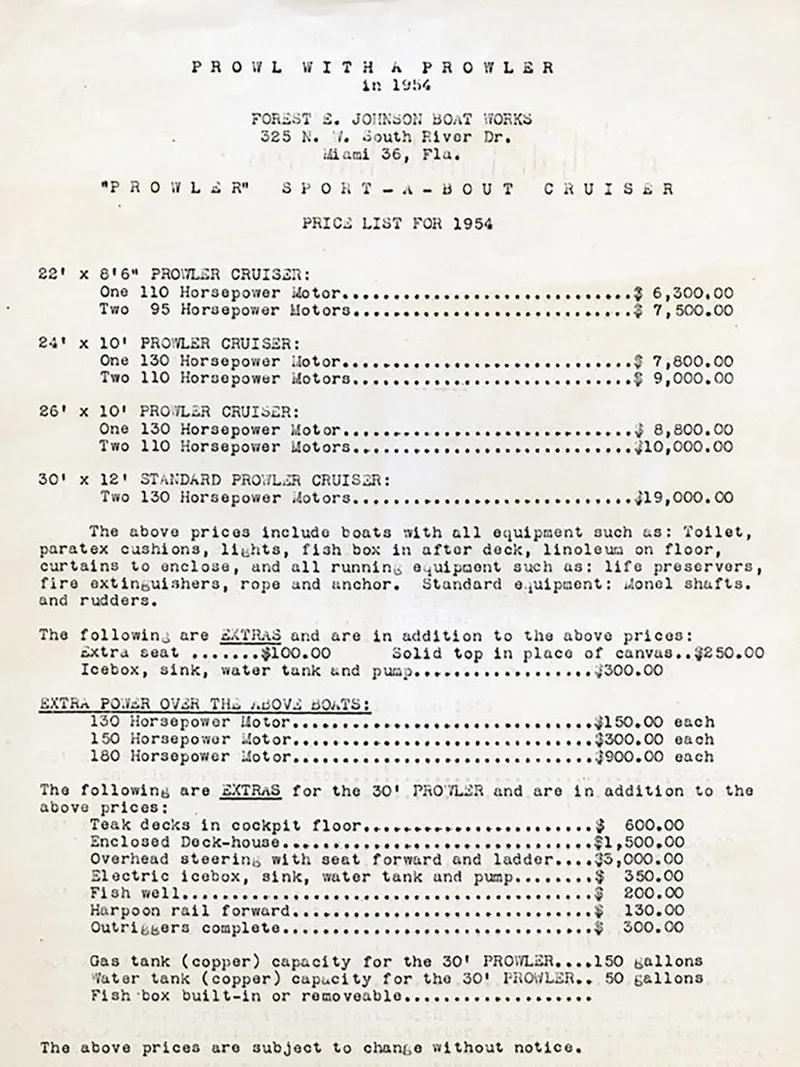 PROWL WITH A PROWLER
in 1954
FOREST E. JOHNSON BOAT WORKS
325 N. W. South River Dr.
Miami 36, Fla.
"PROWLER" SPORT-A-BOUT CRUISER
PRICE LIST FOR 1954
22' x 8'6" PROWLER CRUISER:
One 110 Horsepower Motor..............................$ 6,300.00
Two 95 Horsepower Motors.............................$ 7,500.00
24' x 10' PROWLER CRUISER:
One 130 Horsepower Motor..............................$ 7,800.00
Two 110 Horsepower Motors.............................$ 9,000.00
26' x 10' PROWLER CRUISER:
One 130 Horsepower Motor..............................$ 8,800.00
Two 110 Horsepower Motors.............................$10,000.00
30' x 12' STANDARD PROWLER CRUISER:
Two 130 Horsepower Motors.............................$19,000.00
The above prices include boats with all equipment such as: Toilet,
paratex cushions, lights, fish box in after deck, linoleum on floor,
curtains to enclose, and all running equipment such as: life preservers,
fire extinguishers, rope and anchor. Standard equipment: Monel shafts.
and rudders.
The following are EXTRAS and are in addition to the above prices:
Extra seat .......$100.00 Solid top in place of canvas..$250.00
Icebox, sink, water tank and pump..................$300.00
EXTRA POWER OVER THE ABOVE BOATS:
130 Horsepower Motor..............................$150.00 each
150 Horsepower Motor..............................$300.00 each
180 Horsepower Motor..............................$900.00 each
The following are EXTRAS for the 30' PROWLER and are in addition to the
above prices:
Teak decks in cockpit floor.......................$ 600.00
Enclosed Deck-house...............................$1,500.00
Overhead steering with seat forward and ladder....$3,000.00
Electric icebox, sink, water tank and pump........$ 350.00
Fish well.........................................$ 200.00
Harpoon rail forward..............................$ 130.00
Outriggers complete...............................$ 300.00
Gas tank (copper) capacity for the 30' PROWLER....150 gallons
Water tank (copper) capacity for the 30' PROWLER.. 50 gallons
Fish box built-in or removeable...................
The above prices are subject to change without notice.